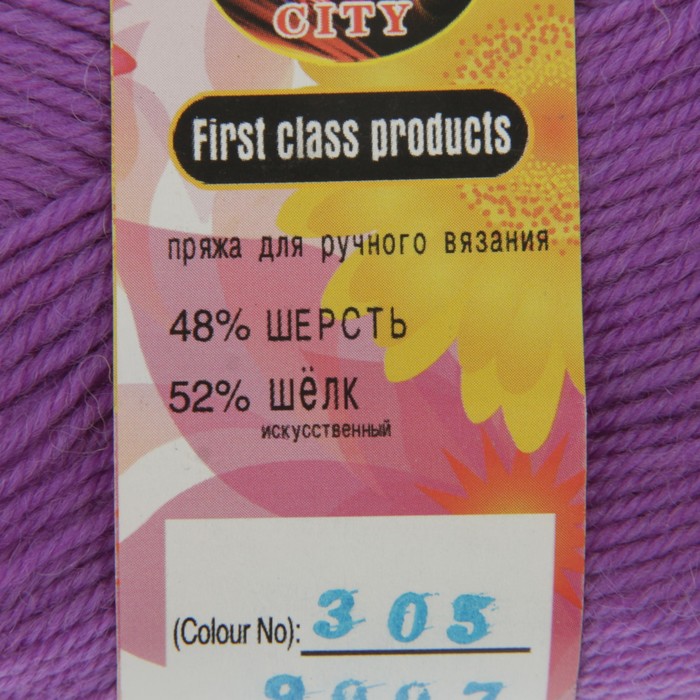 CITY
First class products
пряжа для ручного вязания
48% ШЕРСТЬ
52% ШЁЛК
искусственный
(Colour No): 305